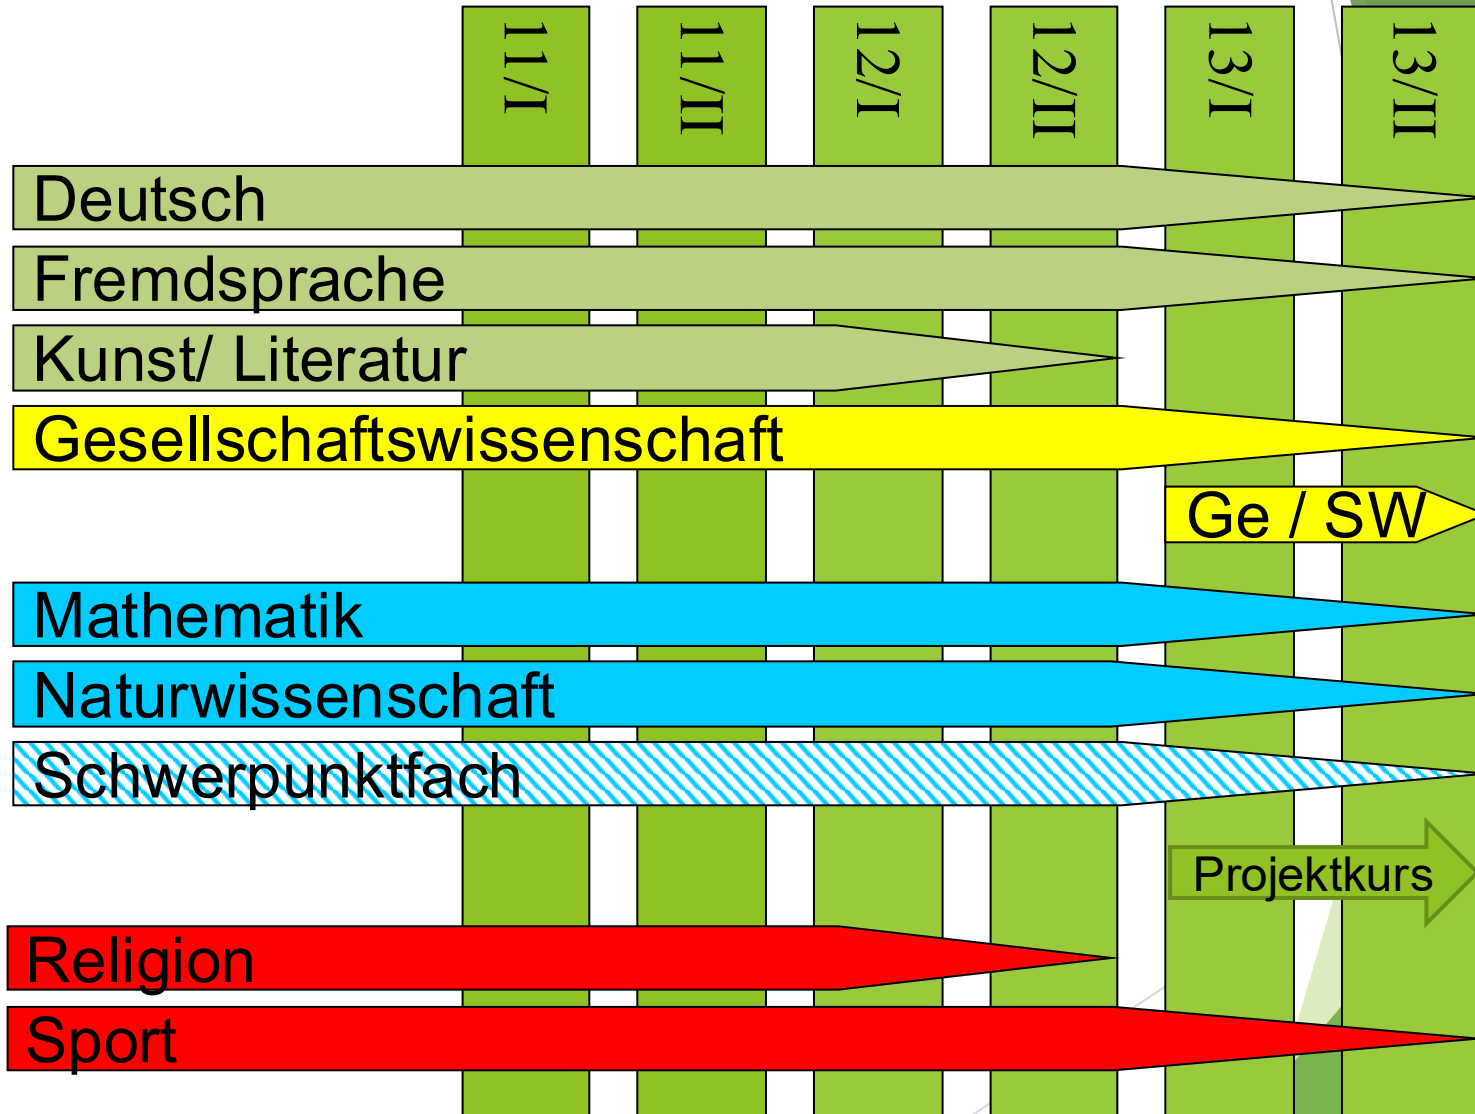 11/I
11/II
12/I
12/II
13/I
13/II
Deutsch
Fremdsprache
Kunst/ Literatur
Gesellschaftswissenschaft
Ge / SW
Mathematik
Naturwissenschaft
Schwerpunktfach
Projektkurs
Religion
Sport